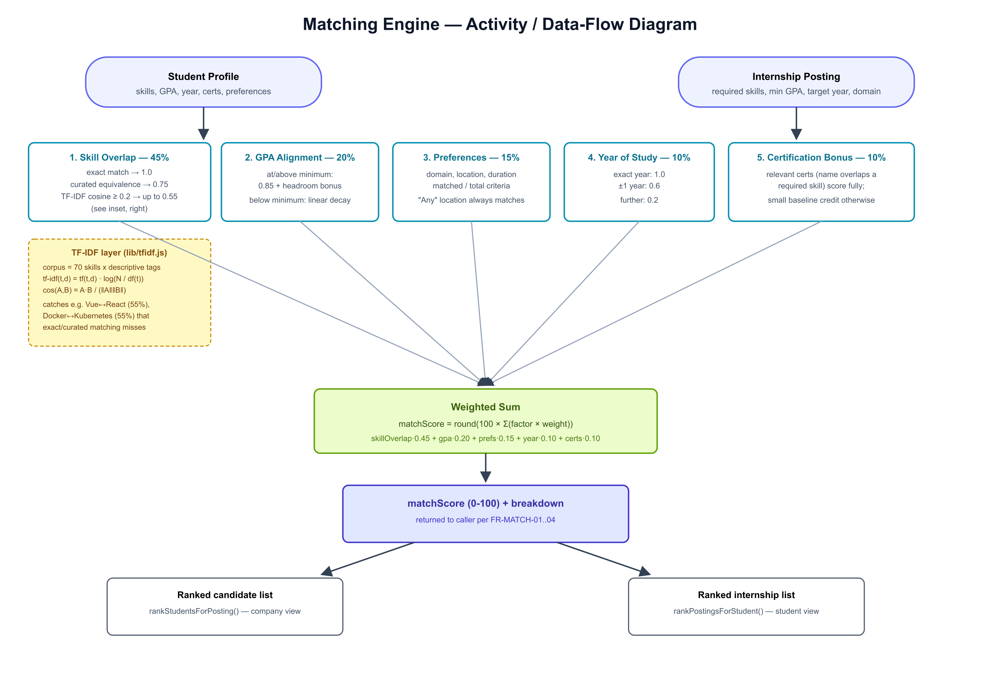 Matching Engine — Activity / Data-Flow Diagram
Student Profile
skills, GPA, year, certs, preferences
Internship Posting
required skills, min GPA, target year, domain
1. Skill Overlap — 45%
exact match → 1.0
curated equivalence → 0.75
TF-IDF cosine ≥ 0.2 → up to 0.55
(see inset, right)
2. GPA Alignment — 20%
at/above minimum:
0.85 + headroom bonus
below minimum: linear decay
3. Preferences — 15%
domain, location, duration
matched / total criteria
"Any" location always matches
4. Year of Study — 10%
exact year: 1.0
±1 year: 0.6
further: 0.2
5. Certification Bonus — 10%
relevant certs (name overlaps a
required skill) score fully;
small baseline credit otherwise
TF-IDF layer (lib/tfidf.js)
corpus = 70 skills x descriptive tags
tf-idf(t,d) = tf(t,d) · log(N / df(t))
cos(A,B) = A·B / (‖A‖‖B‖)
catches e.g. Vue↔React (55%),
Docker↔Kubernetes (55%) that
exact/curated matching misses
Weighted Sum
matchScore = round(100 × Σ(factor × weight))
skillOverlap·0.45 + gpa·0.20 + prefs·0.15 + year·0.10 + certs·0.10
matchScore (0-100) + breakdown
returned to caller per FR-MATCH-01..04
Ranked candidate list
rankStudentsForPosting() — company view
Ranked internship list
rankPostingsForStudent() — student view